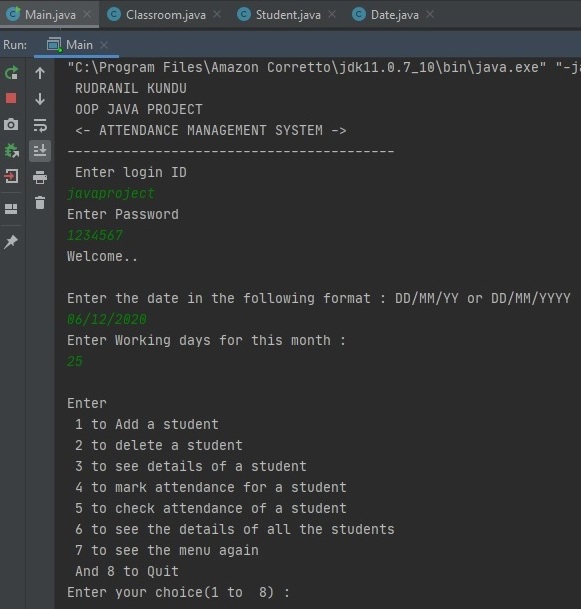 Main.java × Classroom.java × Student.java × Date.java ×
Run: Main ×
"C:\Program Files\Amazon Corretto\jdk11.0.7_10\bin\java.exe" "-ja
RUDRANIL KUNDU
OOP JAVA PROJECT
<- ATTENDANCE MANAGEMENT SYSTEM ->
-----------------------------------------
Enter login ID
javaproject
Enter Password
1234567
Welcome..
Enter the date in the following format : DD/MM/YY or DD/MM/YYYY
06/12/2020
Enter Working days for this month :
25
Enter
1 to Add a student
2 to delete a student
3 to see details of a student
4 to mark attendance for a student
5 to check attendance of a student
6 to see the details of all the students
7 to see the menu again
And 8 to Quit
Enter your choice(1 to  8) :